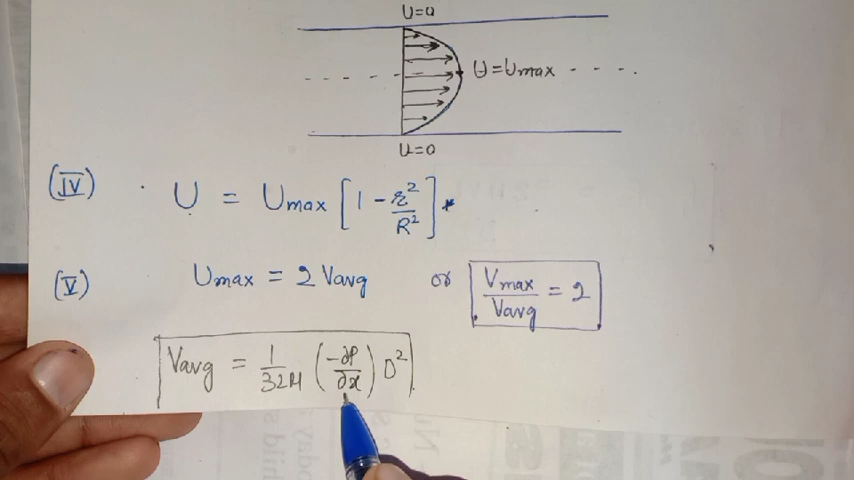 U=0
U=Umax
U=0
(IV) U = Umax [1 - r²/R²]
(V) Umax = 2 Vavg or Vmax/Vavg = 2
Vavg = 1/32μ (-∂P/∂x) D²